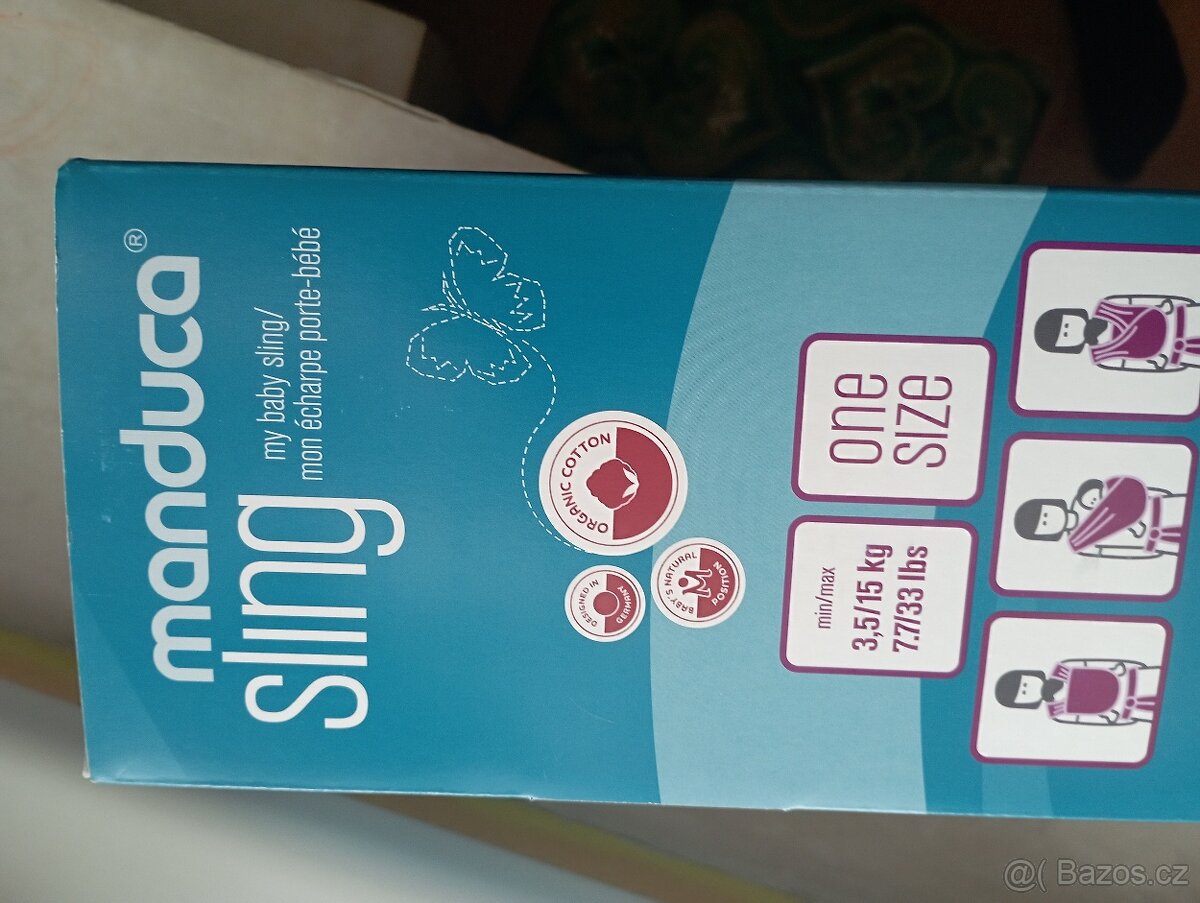 manduca®
sling my baby sling/
mon écharpe porte-bébé
ORGANIC COTTON
DESIGNED IN
GERMANY
BABY'S NATURAL
POSITION
min/max
3,5/15 kg
7.7/33 lbs
one
size
@( Bazos.cz